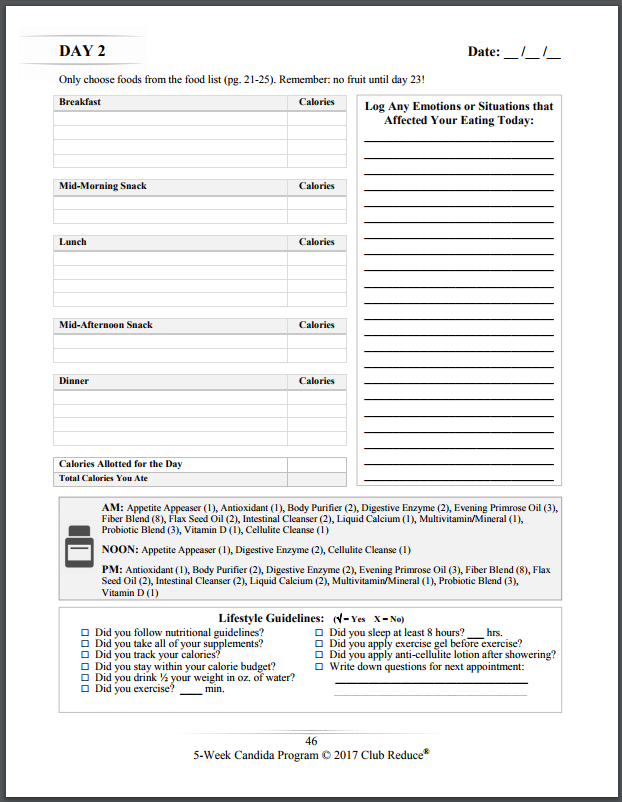 DAY 2
Date: __ /__ /__
Only choose foods from the food list (pg. 21-25). Remember: no fruit until day 23!
Breakfast Calories
Mid-Morning Snack Calories
Lunch Calories
Mid-Afternoon Snack Calories
Dinner Calories
Calories Allotted for the Day
Total Calories You Ate
Log Any Emotions or Situations that
Affected Your Eating Today:
AM: Appetite Appeaser (1), Antioxidant (1), Body Purifier (2), Digestive Enzyme (2), Evening Primrose Oil (3),
Fiber Blend (8), Flax Seed Oil (2), Intestinal Cleanser (2), Liquid Calcium (1), Multivitamin/Mineral (1),
Probiotic Blend (3), Vitamin D (1), Cellulite Cleanse (1)
NOON: Appetite Appeaser (1), Digestive Enzyme (2), Cellulite Cleanse (1)
PM: Antioxidant (1), Body Purifier (2), Digestive Enzyme (2), Evening Primrose Oil (3), Fiber Blend (8), Flax
Seed Oil (2), Intestinal Cleanser (2), Liquid Calcium (2), Multivitamin/Mineral (1), Probiotic Blend (3),
Vitamin D (1)
Lifestyle Guidelines: (√ = Yes X = No)
☐ Did you follow nutritional guidelines?
☐ Did you take all of your supplements?
☐ Did you track your calories?
☐ Did you stay within your calorie budget?
☐ Did you drink ½ your weight in oz. of water?
☐ Did you exercise? ____ min.
☐ Did you sleep at least 8 hours? ___ hrs.
☐ Did you apply exercise gel before exercise?
☐ Did you apply anti-cellulite lotion after showering?
☐ Write down questions for next appointment:
46
5-Week Candida Program © 2017 Club Reduce®